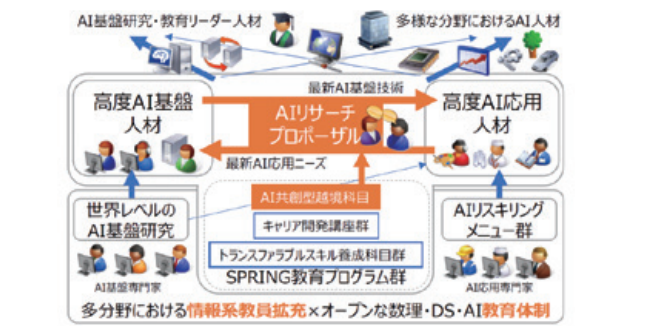 AI基盤研究・教育リーダー人材
多様な分野におけるAI人材
最新AI基盤技術
高度AI基盤
人材
AIリサーチ
プロポーザル
高度AI応用
人材
最新AI応用ニーズ
AI共創型越境科目
世界レベルの
AI基盤研究
キャリア開発講座群
AIリスキリング
メニュー群
トランスファラブルスキル養成科目群
SPRING教育プログラム群
AI基盤専門家
AI応用専門家
多分野における情報系教員拡充×オープンな数理・DS・AI教育体制